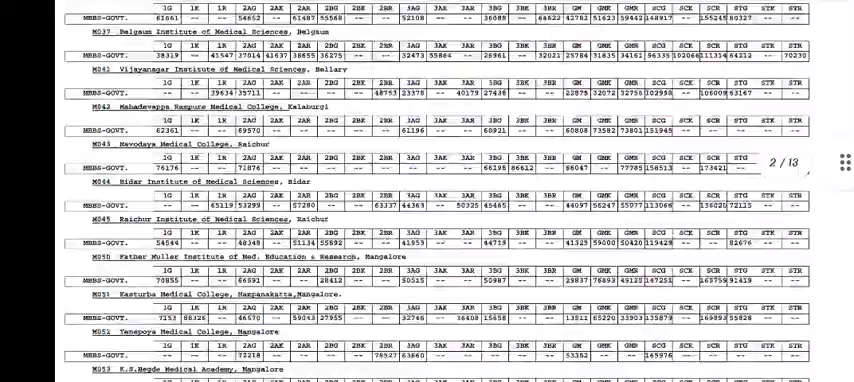 1G 1K 1R 2AG 2AK 2AR 2BG 2BK 2BR 3AG 3AK 3AR 3BG 3BK 3BR GM GMK GMR SCG SCK SCR STG STK STR
MBBS-GOVT. 61661 -- -- 54652 -- 61487 55568 -- -- 52108 -- -- 36088 -- 66622 42782 51623 59442 148917 -- 155245 80327 -- --
M037 Belgaum Institute of Medical Sciences, Belgaum
1G 1K 1R 2AG 2AK 2AR 2BG 2BK 2BR 3AG 3AK 3AR 3BG 3BK 3BR GM GMK GMR SCG SCK SCR STG STK STR
MBBS-GOVT. 38319 -- 41547 37014 41637 38655 36275 -- -- 32473 55864 -- 26961 -- 32021 25784 31835 34161 96335 102066 111314 64212 -- 70230
M041 Vijayanagar Institute of Medical Sciences, Bellary
1G 1K 1R 2AG 2AK 2AR 2BG 2BK 2BR 3AG 3AK 3AR 3BG 3BK 3BR GM GMK GMR SCG SCK SCR STG STK STR
MBBS-GOVT. -- -- 39634 35711 -- -- -- -- 48753 23378 -- 40179 27438 -- -- 22875 32072 32756 102998 -- 106009 63167 -- --
M042 Mahadevappa Rampure Medical College, Kalaburgi
1G 1K 1R 2AG 2AK 2AR 2BG 2BK 2BR 3AG 3AK 3AR 3BG 3BK 3BR GM GMK GMR SCG SCK SCR STG STK STR
MBBS-GOVT. 62361 -- -- 69570 -- -- -- -- -- 61196 -- -- 60921 -- -- 60808 73582 73801 151945 -- -- -- -- --
M043 Navodaya Medical College, Raichur
1G 1K 1R 2AG 2AK 2AR 2BG 2BK 2BR 3AG 3AK 3AR 3BG 3BK 3BR GM GMK GMR SCG SCK SCR STG
MBBS-GOVT. 76176 -- -- 71876 -- -- -- -- -- -- -- -- 66198 86612 -- 66047 -- 77785 158513 -- 173421 --
2 / 13
M044 Bidar Institute of Medical Sciences, Bidar
1G 1K 1R 2AG 2AK 2AR 2BG 2BK 2BR 3AG 3AK 3AR 3BG 3BK 3BR GM GMK GMR SCG SCK SCR STG STK STR
MBBS-GOVT. -- -- 65119 53299 -- 57280 -- -- 63337 44363 -- 50325 45465 -- -- 44097 56247 55077 113066 -- 136020 72115 -- --
M045 Raichur Institute of Medical Sciences, Raichur
1G 1K 1R 2AG 2AK 2AR 2BG 2BK 2BR 3AG 3AK 3AR 3BG 3BK 3BR GM GMK GMR SCG SCK SCR STG STK STR
MBBS-GOVT. 54544 -- -- 48348 -- 51134 55892 -- -- 41953 -- -- 44719 -- -- 41325 59000 50420 119429 -- -- 82676 -- --
M050 Father Muller Institute of Med. Education & Research, Mangalore
1G 1K 1R 2AG 2AK 2AR 2BG 2BK 2BR 3AG 3AK 3AR 3BG 3BK 3BR GM GMK GMR SCG SCK SCR STG STK STR
MBBS-GOVT. 70855 -- -- 66591 -- -- 28412 -- -- 50515 -- -- 50987 -- -- 29837 76893 49125 147251 -- 169759 91419 -- --
M051 Kasturba Medical College, Hampanakatta,Mangalore.
1G 1K 1R 2AG 2AK 2AR 2BG 2BK 2BR 3AG 3AK 3AR 3BG 3BK 3BR GM GMK GMR SCG SCK SCR STG STK STR
MBBS-GOVT. 7153 88326 -- 46670 -- 59043 27955 -- -- 32746 -- 36408 15658 -- -- 13511 65220 33903 135879 -- 169893 55828 -- --
M052 Yenepoya Medical College, Mangalore
1G 1K 1R 2AG 2AK 2AR 2BG 2BK 2BR 3AG 3AK 3AR 3BG 3BK 3BR GM GMK GMR SCG SCK SCR STG STK STR
MBBS-GOVT. -- -- -- 72218 -- -- -- -- 78527 63660 -- -- -- -- -- 53352 -- -- 165976 -- -- -- -- --
M053 K.S.Hegde Medical Academy, Mangalore